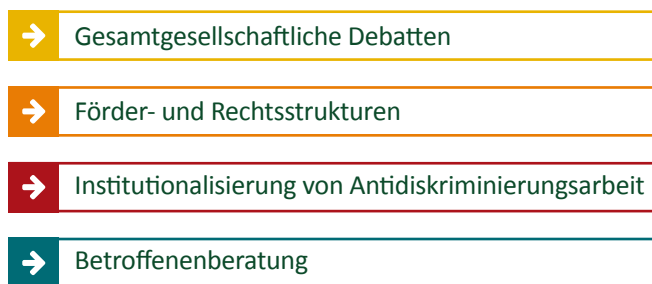 Gesamtgesellschaftliche Debatten
Förder- und Rechtsstrukturen
Institutionalisierung von Antidiskriminierungsarbeit
Betroffenenberatung